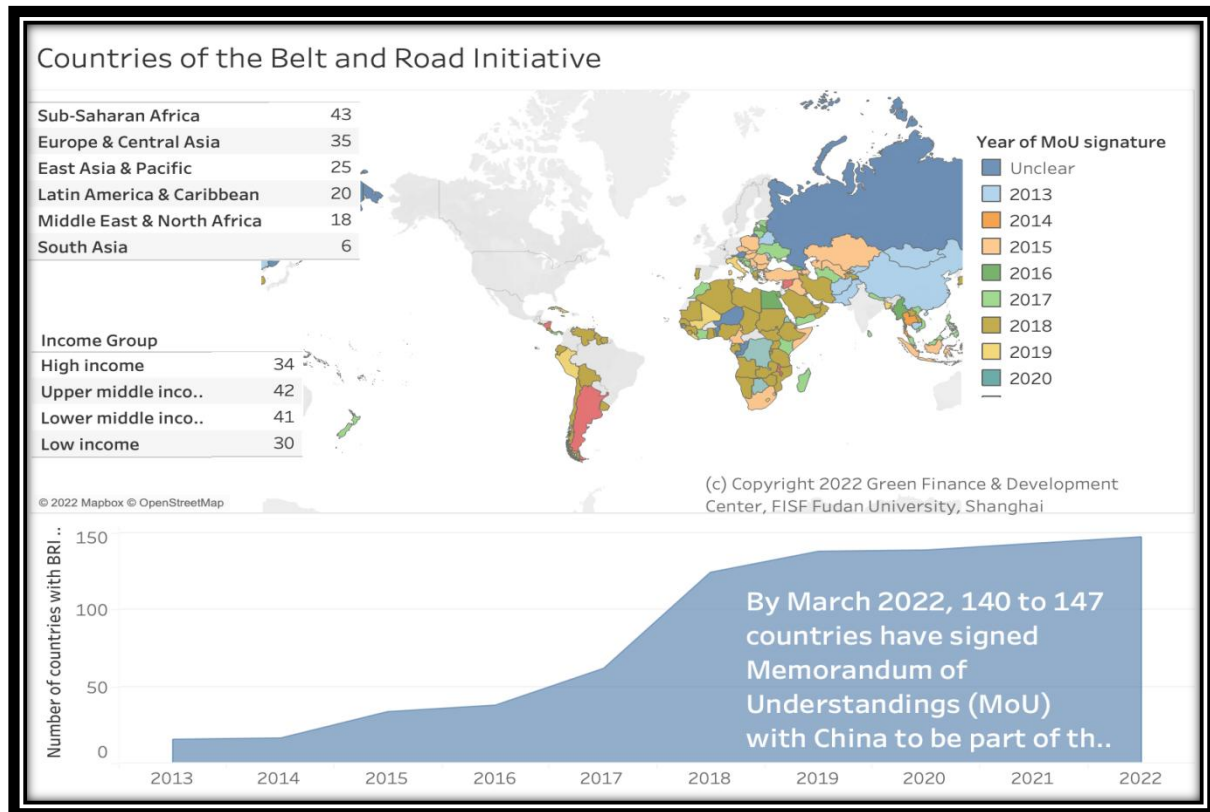 Countries of the Belt and Road Initiative
Sub-Saharan Africa 43
Europe & Central Asia 35
East Asia & Pacific 25
Latin America & Caribbean 20
Middle East & North Africa 18
South Asia 6
Income Group
High income 34
Upper middle inco.. 42
Lower middle inco.. 41
Low income 30
Year of MoU signature
Unclear
2013
2014
2015
2016
2017
2018
2019
2020
© 2022 Mapbox © OpenStreetMap
(c) Copyright 2022 Green Finance & Development
Center, FISF Fudan University, Shanghai
Number of countries with BRI ..
150
100
50
0
By March 2022, 140 to 147
countries have signed
Memorandum of
Understandings (MoU)
with China to be part of th..
2013 2014 2015 2016 2017 2018 2019 2020 2021 2022